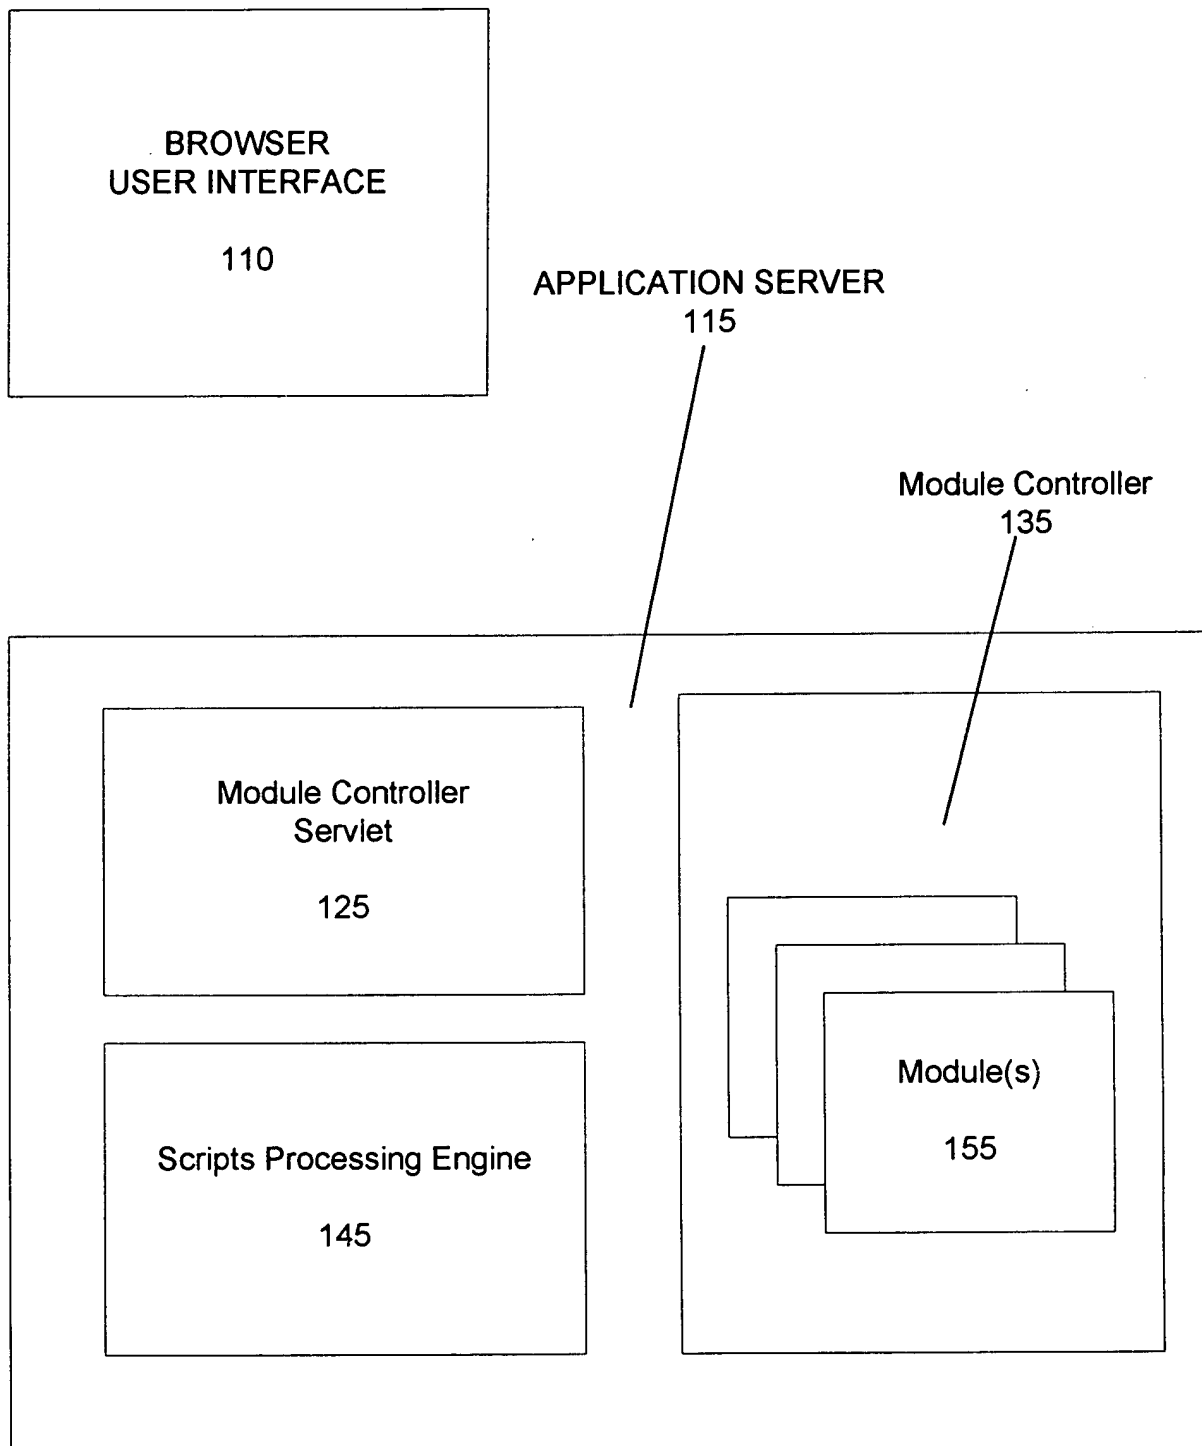 BROWSER
USER INTERFACE
110
APPLICATION SERVER
115
Module Controller
135
Module Controller
Servlet
125
Scripts Processing Engine
145
Module(s)
155